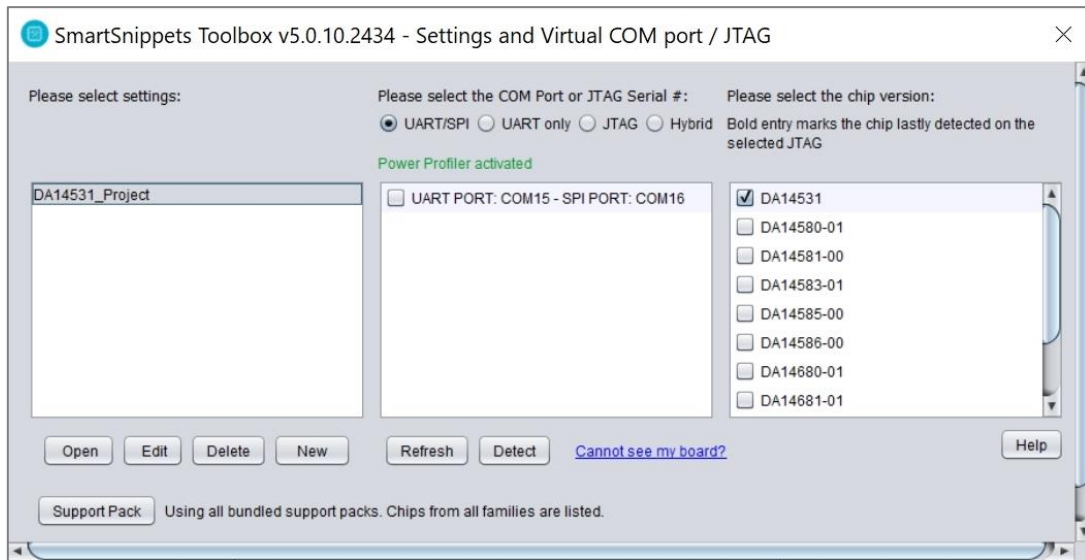 SmartSnippets Toolbox v5.0.10.2434 - Settings and Virtual COM port / JTAG
Please select settings:
DA14531_Project
Open Edit Delete New
Please select the COM Port or JTAG Serial #:
UART/SPI UART only JTAG Hybrid
Power Profiler activated
UART PORT: COM15 - SPI PORT: COM16
Refresh Detect Cannot see my board?
Please select the chip version:
Bold entry marks the chip lastly detected on the
selected JTAG
DA14531
DA14580-01
DA14581-00
DA14583-01
DA14585-00
DA14586-00
DA14680-01
DA14681-01
Help
Support Pack Using all bundled support packs. Chips from all families are listed.